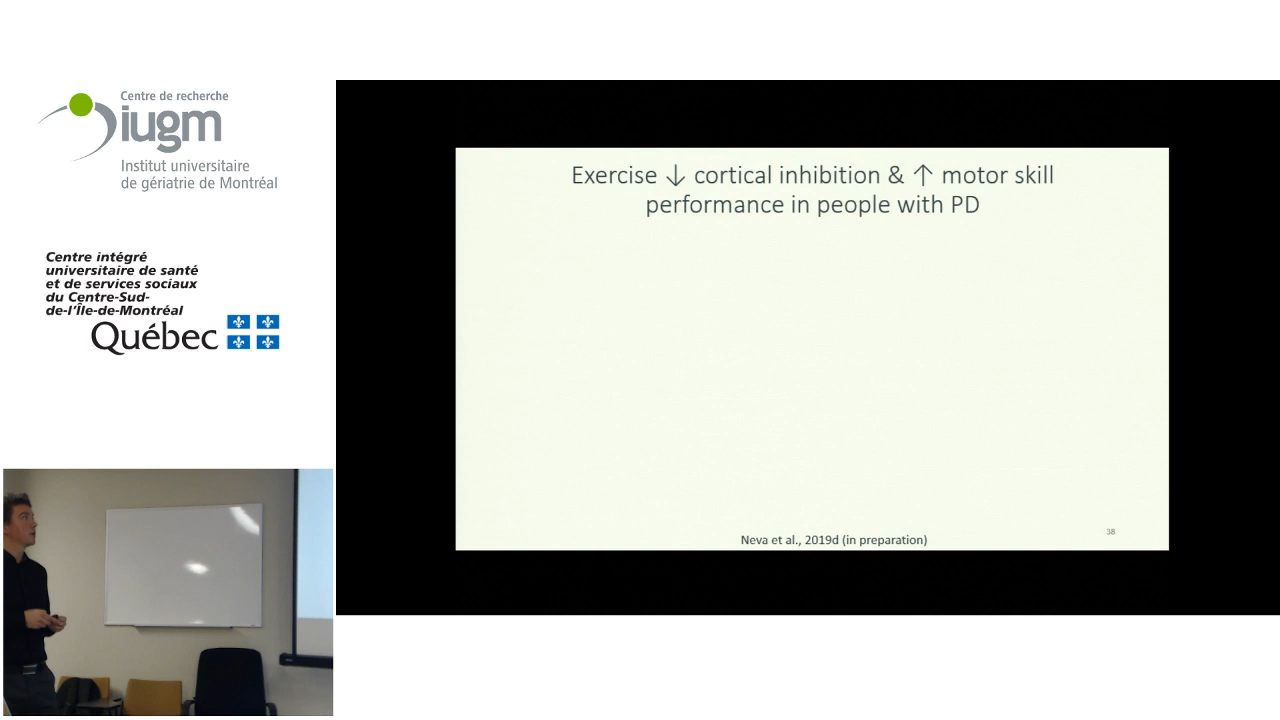 Centre de recherche
iugm
Institut universitaire
de gériatrie de Montréal
Centre intégré
universitaire de santé
et de services sociaux
du Centre-Sud-
de-l'Île-de-Montréal
Québec
Exercise ↓ cortical inhibition & ↑ motor skill
performance in people with PD
38
Neva et al., 2019d (in preparation)